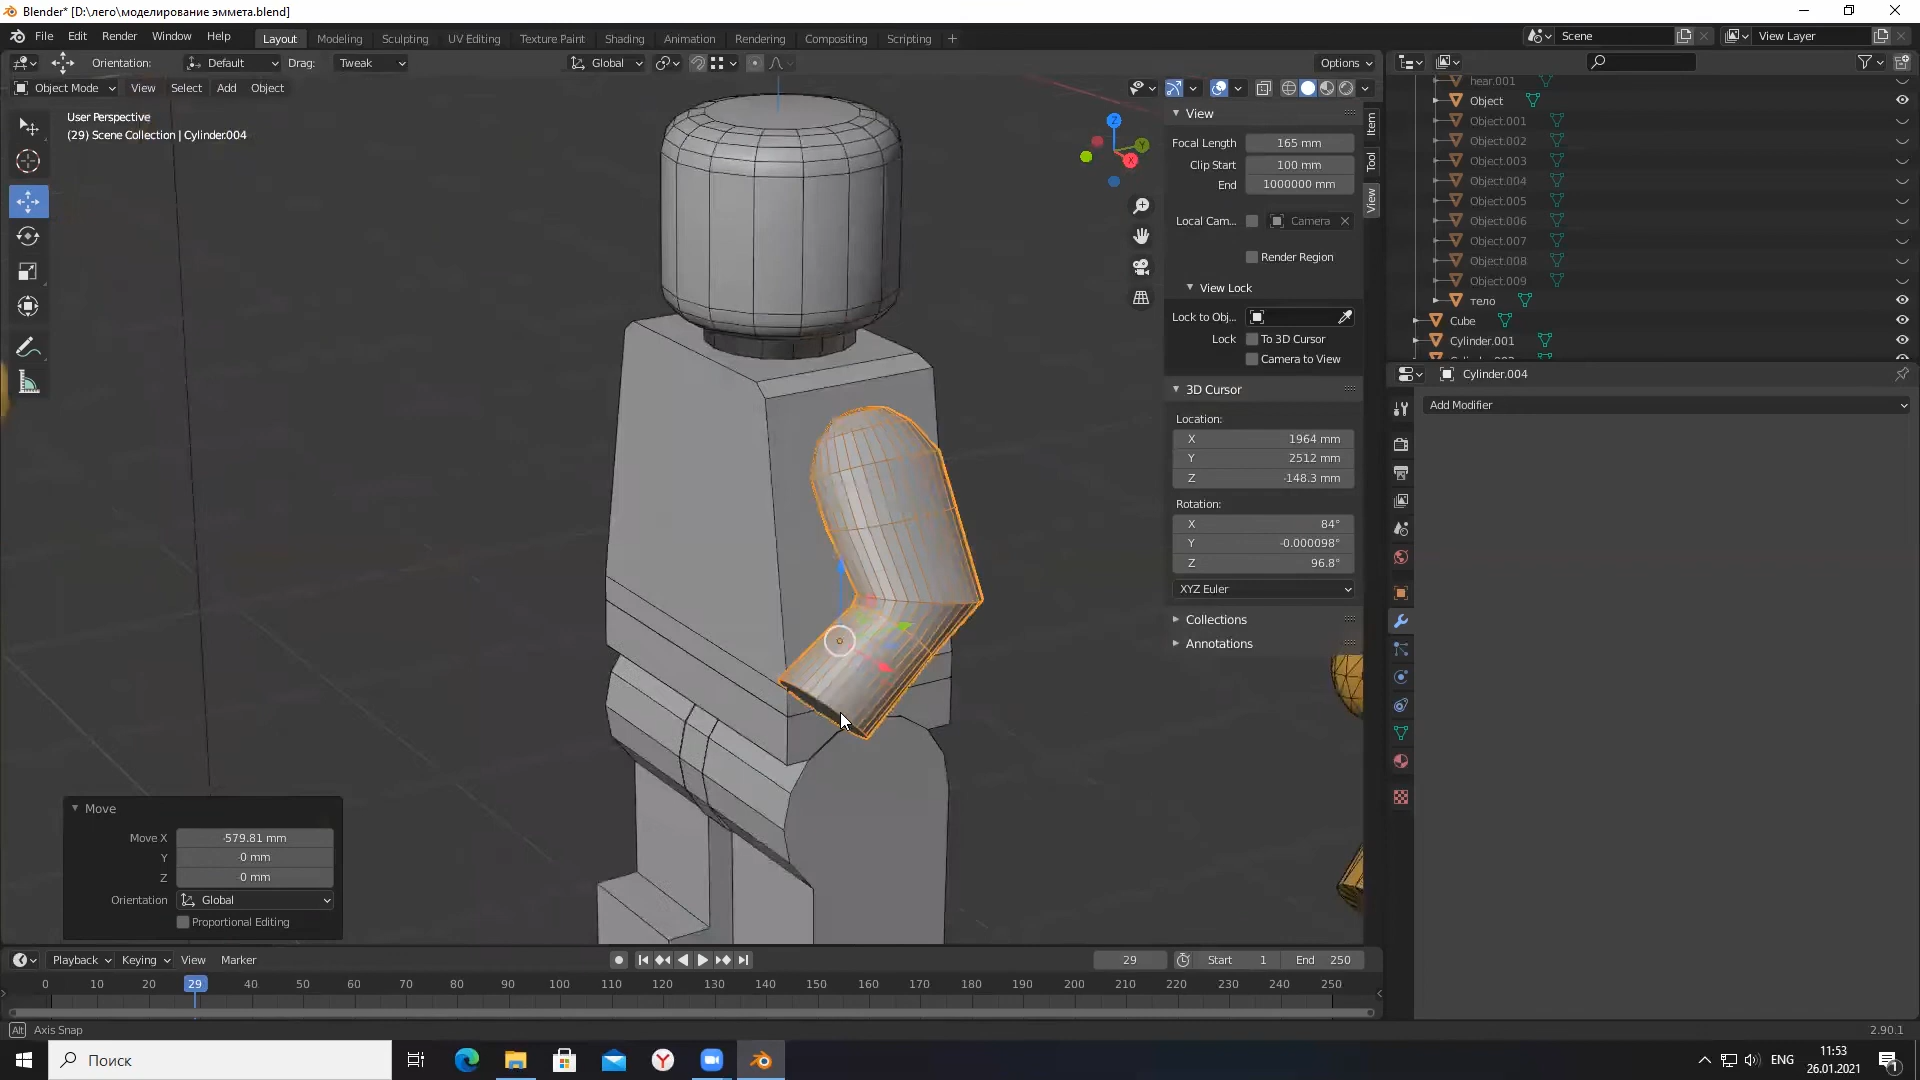 Blender* [D:\лего\моделирование эммета.blend]
File Edit Render Window Help Layout Modeling Sculpting UV Editing Texture Paint Shading Animation Rendering Compositing Scripting + Scene View Layer
Orientation: Default Drag: Tweak Global Options
Object Mode View Select Add Object
User Perspective
(29) Scene Collection | Cylinder.004
Z
Y
X
View
Focal Length 165 mm
Clip Start 100 mm
End 1000000 mm
Local Cam... Camera
Render Region
View Lock
Lock to Obj...
Lock To 3D Cursor
Camera to View
3D Cursor
Location:
X 1964 mm
Y 2512 mm
Z -148.3 mm
Rotation:
X 84°
Y -0.000098°
Z 96.8°
XYZ Euler
Collections
Annotations
Item
Tool
View
hear.001
Object
Object.001
Object.002
Object.003
Object.004
Object.005
Object.006
Object.007
Object.008
Object.009
тело
Cube
Cylinder.001
Cylinder.004
Add Modifier
Move
Move X -579.81 mm
Y 0 mm
Z 0 mm
Orientation Global
Proportional Editing
Playback Keying View Marker 29 Start 1 End 250
0 10 20 29 40 50 60 70 80 90 100 110 120 130 140 150 160 170 180 190 200 210 220 230 240 250
Alt Axis Snap 2.90.1
Поиск
ENG
11:53
26.01.2021
1